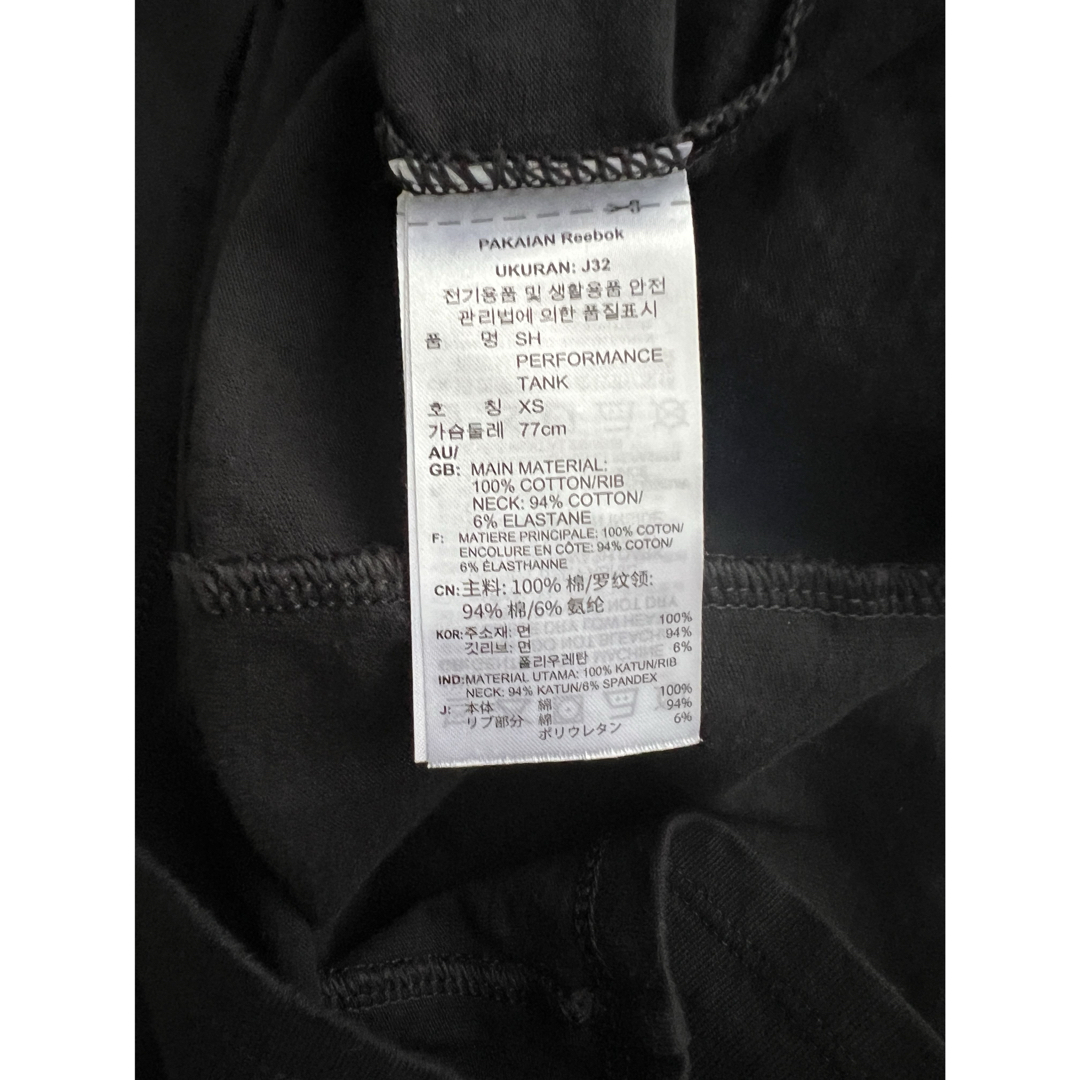 PAKAIAN Reebok
UKURAN: J32
전기용품 및 생활용품 안전
관리법에 의한 품질표시
품 명 SH
PERFORMANCE
TANK
호 칭 XS
가슴둘레 77cm
AU/
GB: MAIN MATERIAL:
100% COTTON/RIB
NECK: 94% COTTON/
6% ELASTANE
F: MATIERE PRINCIPALE: 100% COTON/
ENCOLURE EN CÔTE: 94% COTON/
6% ÉLASTHANNE
CN:主料: 100% 棉/罗纹领:
94% 棉/6% 氨纶
KOR:주소재: 면 100%
깃리브: 면 94%
폴리우레탄 6%
IND:MATERIAL UTAMA: 100% KATUN/RIB
NECK: 94% KATUN/6% SPANDEX
J: 本体 綿 100%
リブ部分 綿 94%
ポリウレタン 6%